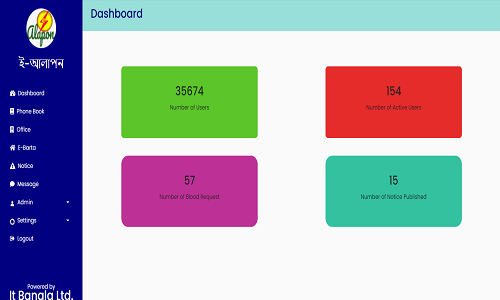 Alapon
ই-আলাপন
Dashboard
Phone Book
Office
E-Barta
Notice
Message
Admin
Settings
Logout
Powered by
It Bangla Ltd.
Dashboard
35674
Number of Users
154
Number of Active Users
57
Number of Blood Request
15
Number of Notice Published